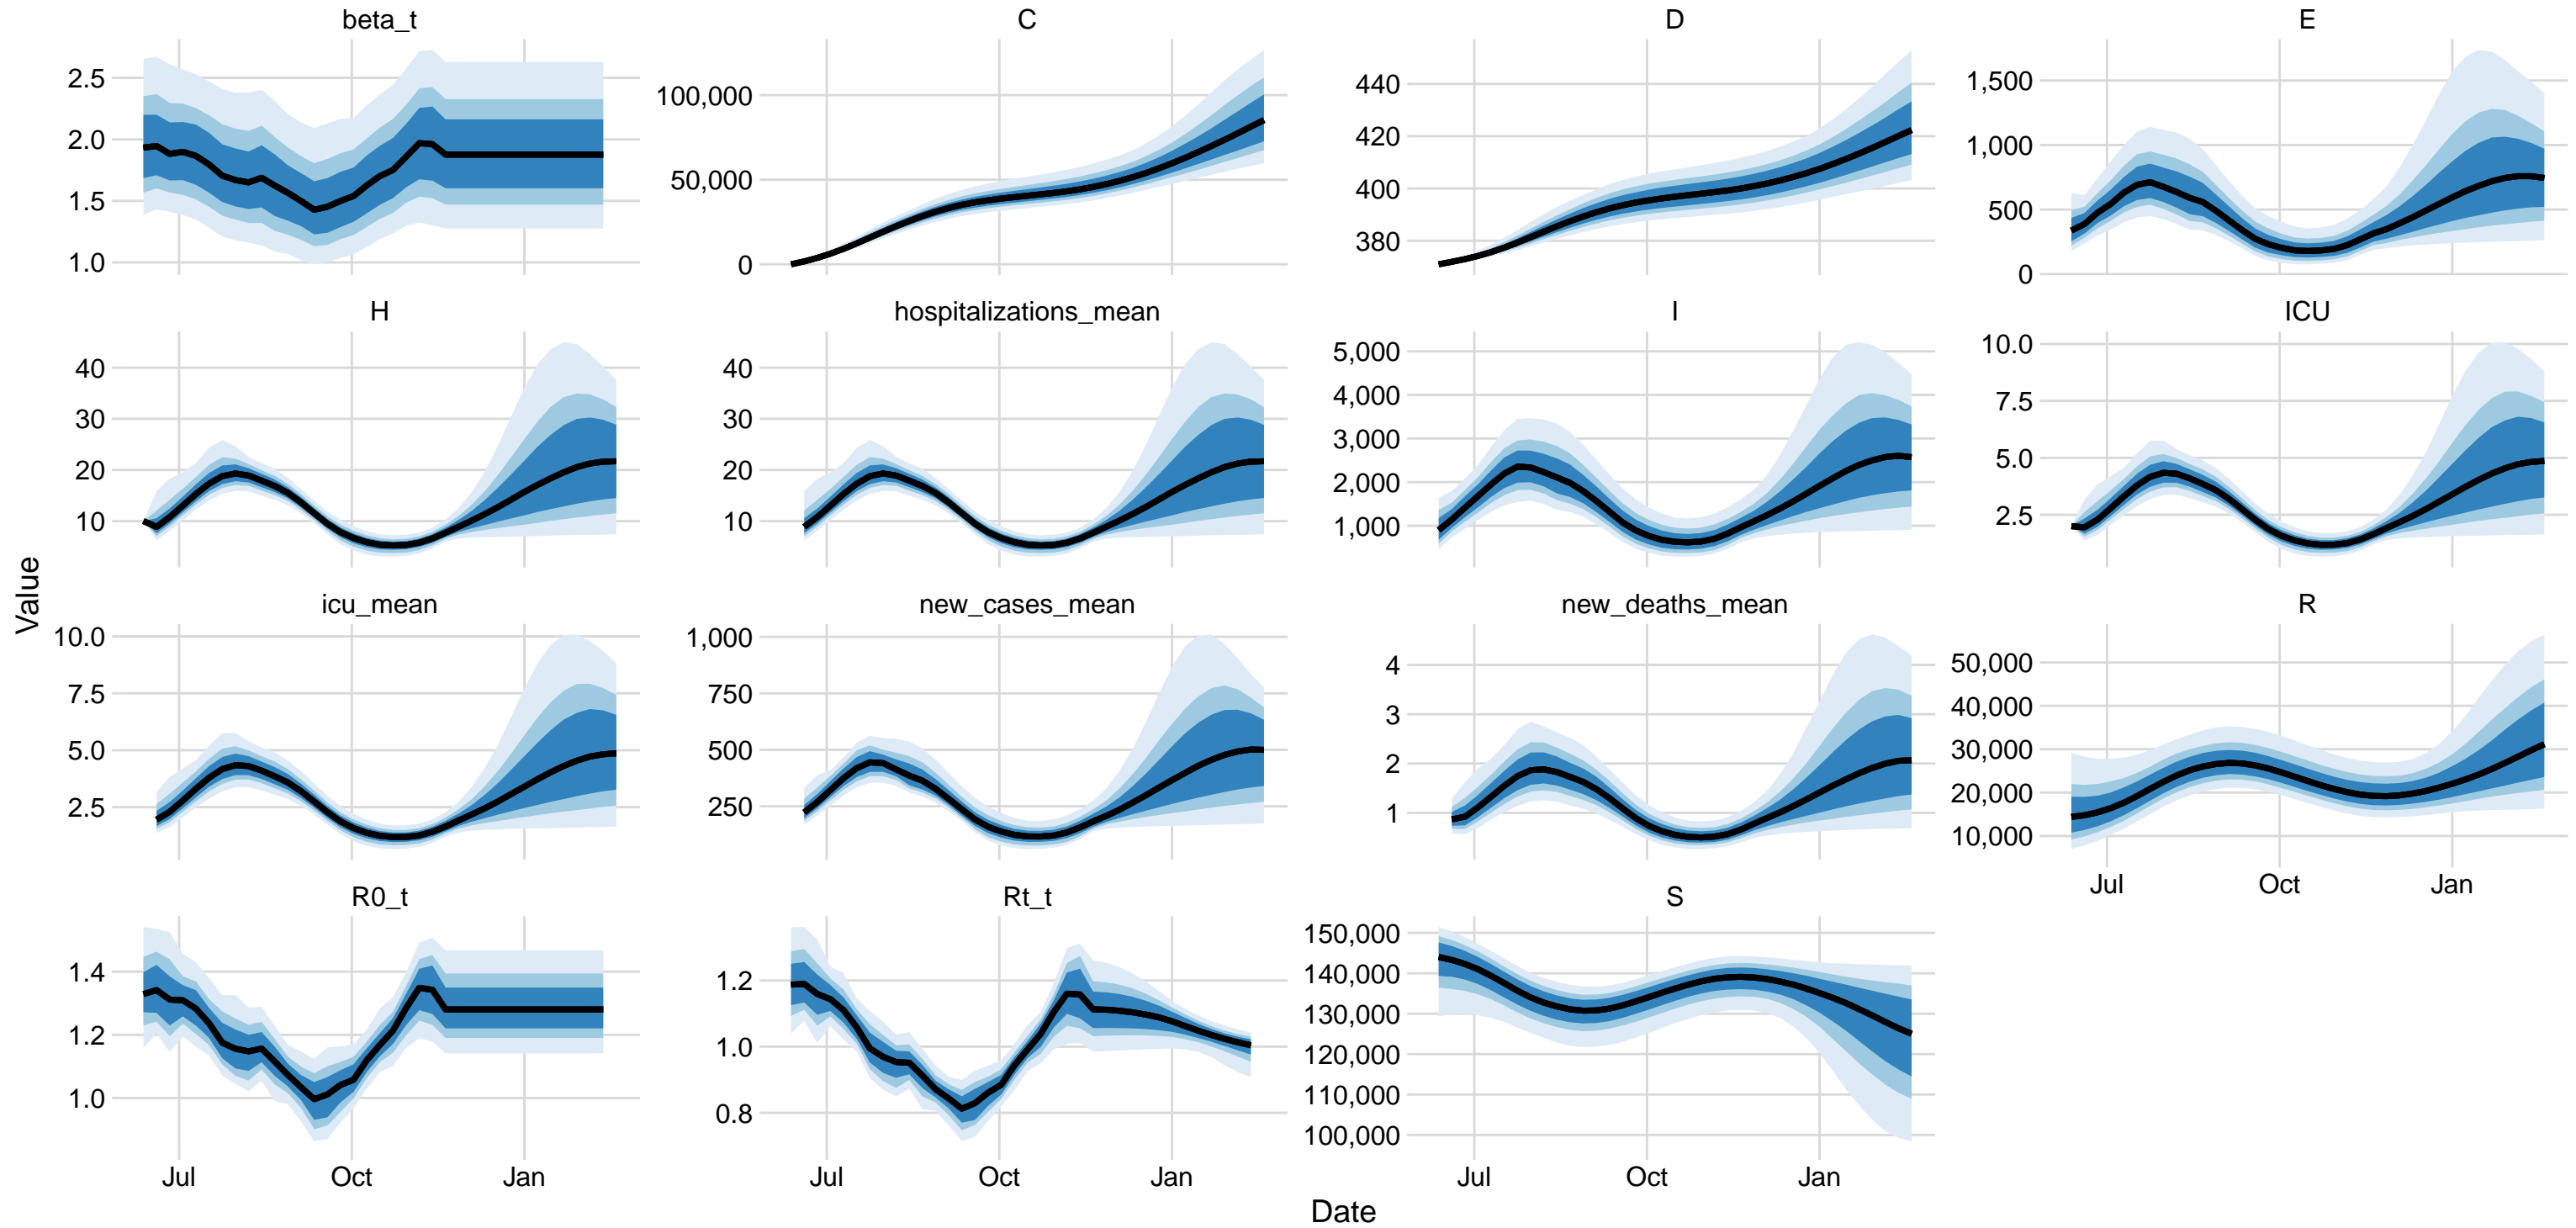 beta_t
C
D
E
2.5
2.0
1.5
1.0
100,000
50,000
0
440
420
400
380
1,500
1,000
500
0
H
hospitalizations_mean
I
ICU
40
30
20
10
40
30
20
10
5,000
4,000
3,000
2,000
1,000
10.0
7.5
5.0
2.5
Value
icu_mean
new_cases_mean
new_deaths_mean
R
10.0
7.5
5.0
2.5
1,000
750
500
250
4
3
2
1
50,000
40,000
30,000
20,000
10,000
Jul Oct Jan
R0_t
Rt_t
S
1.4
1.2
1.0
1.2
1.0
0.8
150,000
140,000
130,000
120,000
110,000
100,000
Jul Oct Jan
Jul Oct Jan
Jul Oct Jan
Date